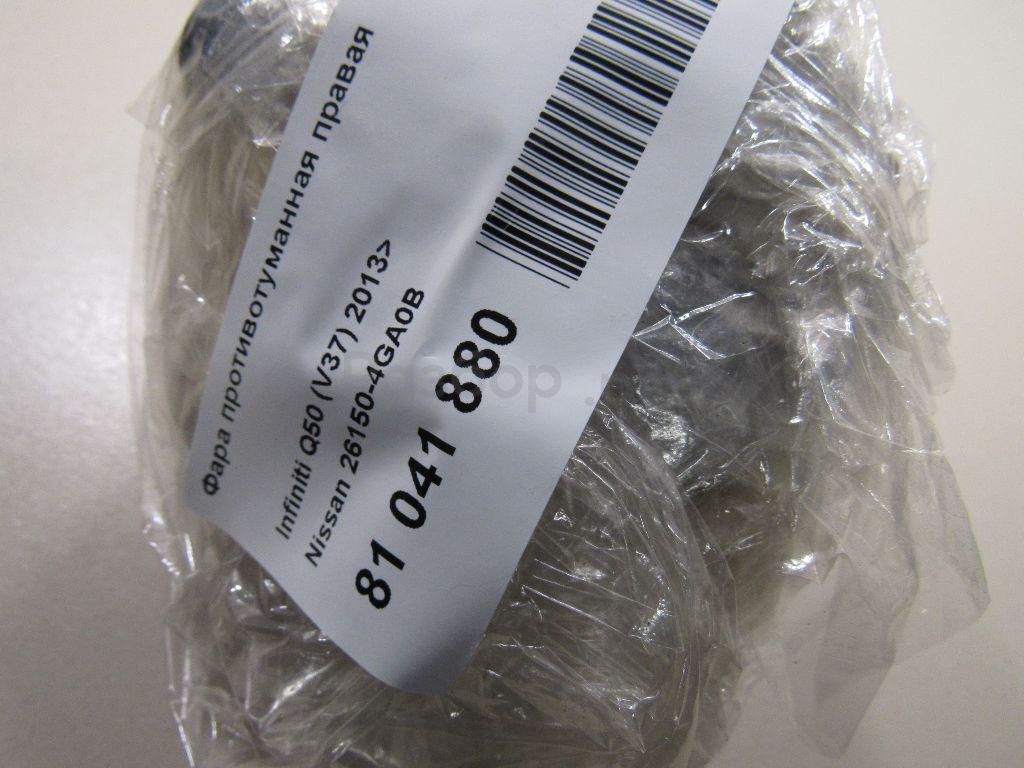 Фара противотуманная правая
Infiniti Q50 (V37) 2013>
Nissan 26150-4GA0B
81 041 880